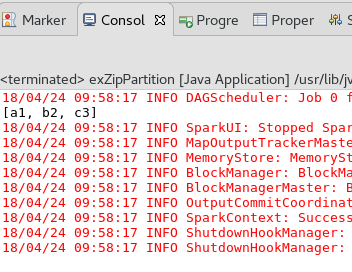 Marker Consol Progre Proper S
<terminated> exZipPartition [Java Application] /usr/lib/jv
18/04/24 09:58:17 INFO DAGScheduler: Job 0 f
[a1, b2, c3]
18/04/24 09:58:17 INFO SparkUI: Stopped Spar
18/04/24 09:58:17 INFO MapOutputTrackerMaste
18/04/24 09:58:17 INFO MemoryStore: MemorySt
18/04/24 09:58:17 INFO BlockManager: BlockMa
18/04/24 09:58:17 INFO BlockManagerMaster: B
18/04/24 09:58:17 INFO OutputCommitCoordinat
18/04/24 09:58:17 INFO SparkContext: Success
18/04/24 09:58:17 INFO ShutdownHookManager:
18/04/24 09:58:17 INFO ShutdownHookManager: